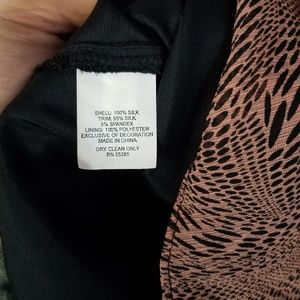 SHELL: 100% SILK
TRIM: 95% SILK
5% SPANDEX
LINING: 100% POLYESTER
EXCLUSIVE OF DECORATION
MADE IN CHINA
DRY CLEAN ONLY
RN 55285